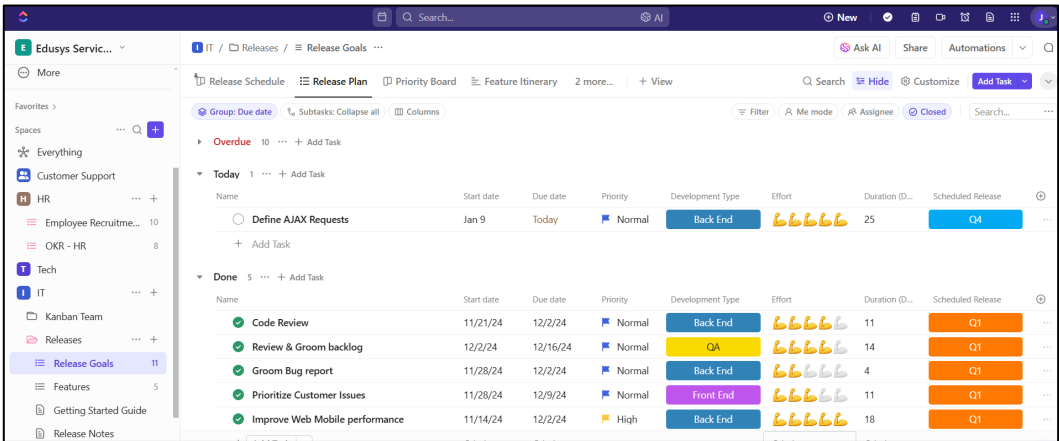 Search...
AI
New
J
E Edusys Servic...
I IT / Releases / Release Goals ...
Ask AI
Share
Automations
More
Release Schedule
Release Plan
Priority Board
Feature Itinerary
2 more...
+ View
Search
Hide
Customize
Add Task
Favorites >
Group: Due date
Subtasks: Collapse all
Columns
Filter
Me mode
Assignee
Closed
Search...
Spaces
Everything
Customer Support
H HR
Employee Recruitme... 10
OKR - HR 8
T Tech
I IT
Kanban Team
Releases
Release Goals 11
Features 5
Getting Started Guide
Release Notes
Overdue 10 ... + Add Task
Today 1 ... + Add Task
Name Start date Due date Priority Development Type Effort Duration (D... Scheduled Release
Define AJAX Requests Jan 9 Today Normal Back End 25 Q4
+ Add Task
Done 5 ... + Add Task
Name Start date Due date Priority Development Type Effort Duration (D... Scheduled Release
Code Review 11/21/24 12/2/24 Normal Back End 11 Q1
Review & Groom backlog 12/2/24 12/16/24 Normal QA 14 Q1
Groom Bug report 11/28/24 12/2/24 Normal Back End 4 Q1
Prioritize Customer Issues 11/28/24 12/9/24 Normal Front End 11 Q1
Improve Web Mobile performance 11/14/24 12/2/24 High Back End 18 Q1